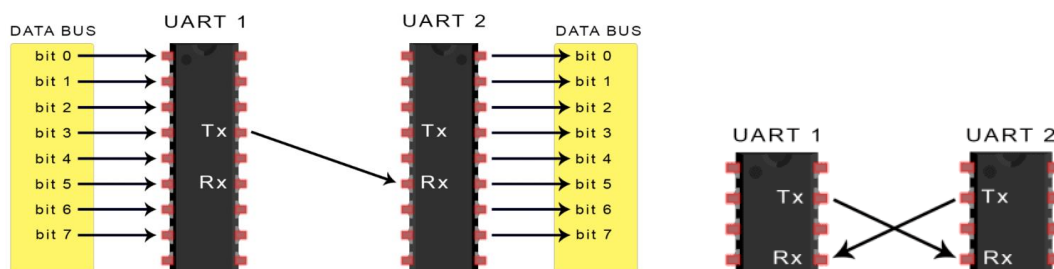 UART 1
UART 2
DATA BUS
DATA BUS
bit 0
bit 1
bit 2
bit 3
bit 4
bit 5
bit 6
bit 7
Tx
Rx
Tx
Rx
bit 0
bit 1
bit 2
bit 3
bit 4
bit 5
bit 6
bit 7
UART 1
UART 2
Tx
Tx
Rx
Rx